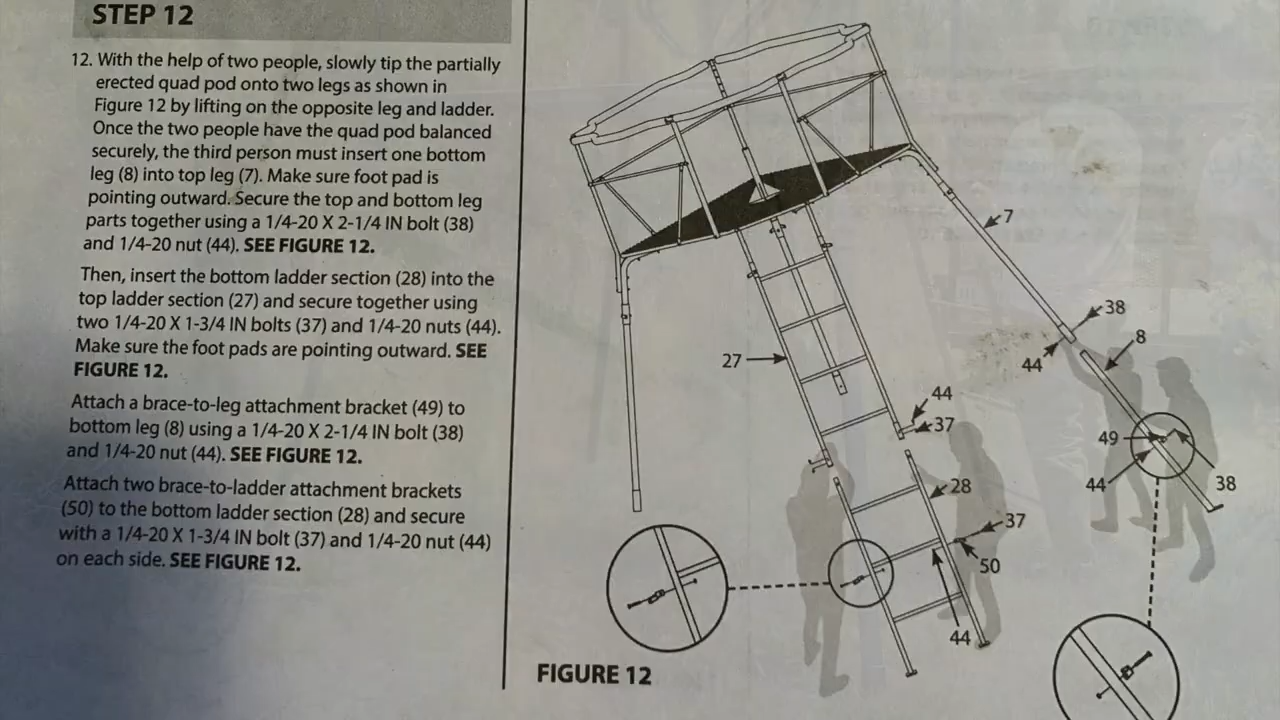 STEP 12
12. With the help of two people, slowly tip the partially
erected quad pod onto two legs as shown in
Figure 12 by lifting on the opposite leg and ladder.
Once the two people have the quad pod balanced
securely, the third person must insert one bottom
leg (8) into top leg (7). Make sure foot pad is
pointing outward. Secure the top and bottom leg
parts together using a 1/4-20 X 2-1/4 IN bolt (38)
and 1/4-20 nut (44). SEE FIGURE 12.
Then, insert the bottom ladder section (28) into the
top ladder section (27) and secure together using
two 1/4-20 X 1-3/4 IN bolts (37) and 1/4-20 nuts (44).
Make sure the foot pads are pointing outward. SEE
FIGURE 12.
Attach a brace-to-leg attachment bracket (49) to
bottom leg (8) using a 1/4-20 X 2-1/4 IN bolt (38)
and 1/4-20 nut (44). SEE FIGURE 12.
Attach two brace-to-ladder attachment brackets
(50) to the bottom ladder section (28) and secure
with a 1/4-20 X 1-3/4 IN bolt (37) and 1/4-20 nut (44)
on each side. SEE FIGURE 12.
7
38
8
44
27
44
37
49
44
38
28
37
50
44
FIGURE 12